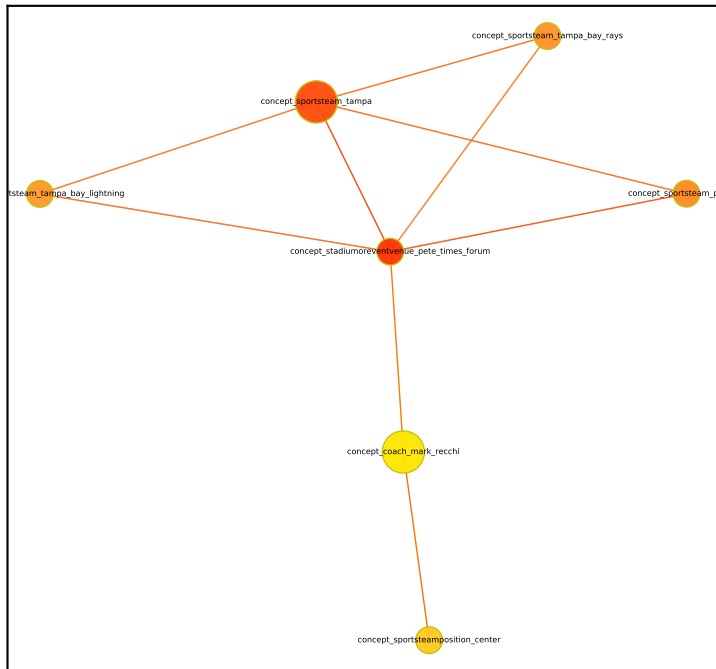 concept_sportsteam_tampa_bay_rays
concept_sportsteam_tampa
tsteam_tampa_bay_lightning
concept_sportsteam_p
concept_stadiumoreventvenue_pete_times_forum
concept_coach_mark_recchi
concept_sportsteamposition_center